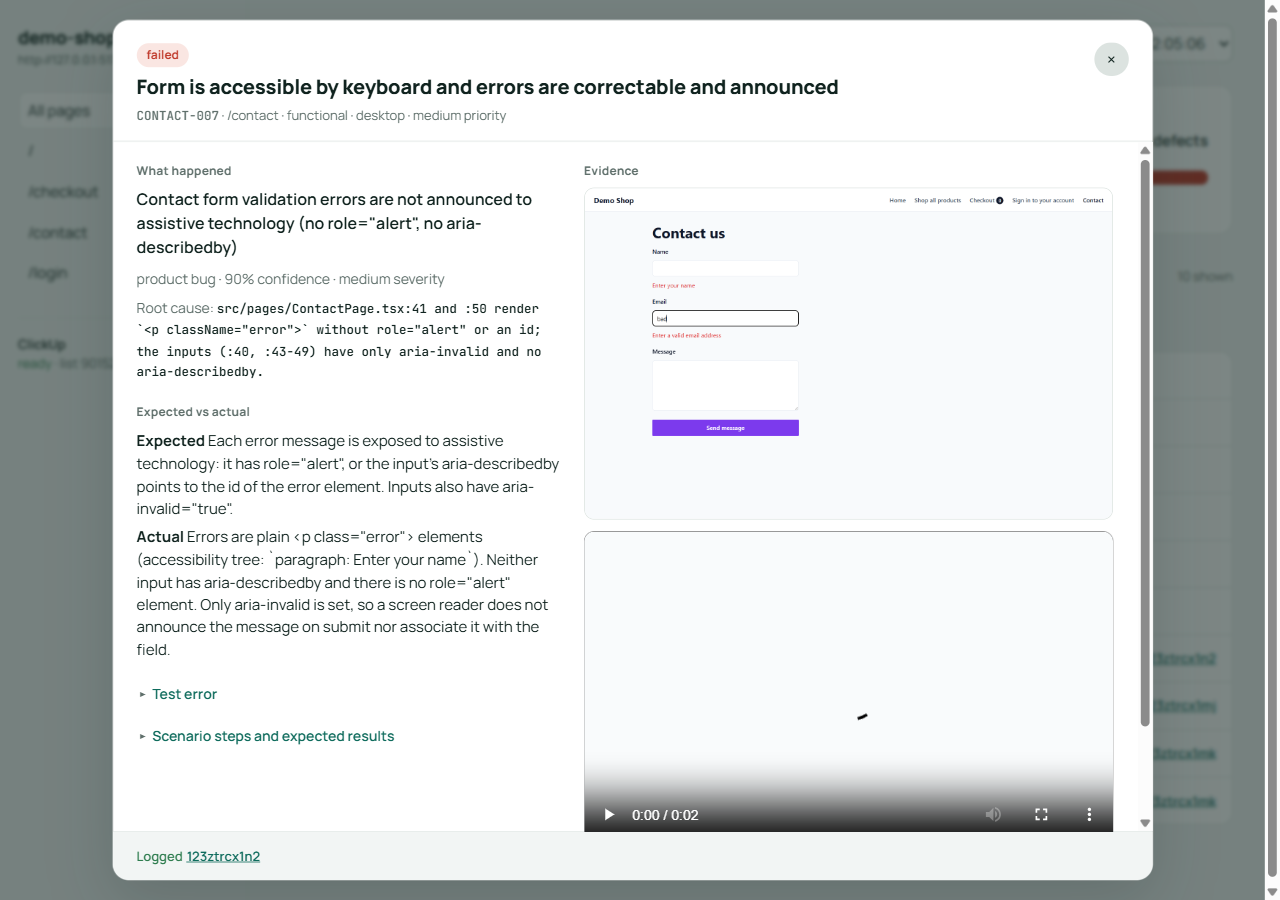 demo-shop
2:05:06
All pages
/
/checkout
/contact
/login
defects
10 shown
ClickUp
failed
×
Form is accessible by keyboard and errors are correctable and announced
CONTACT-007 · /contact · functional · desktop · medium priority
What happened
Contact form validation errors are not announced to
assistive technology (no role="alert", no aria-
describedby)
product bug · 90% confidence · medium severity
Root cause: src/pages/ContactPage.tsx:41 and :50 render
`<p className="error">` without role="alert" or an id;
the inputs (:40, :43-49) have only aria-invalid and no
aria-describedby.
Expected vs actual
Expected Each error message is exposed to assistive
technology: it has role="alert", or the input's aria-describedby
points to the id of the error element. Inputs also have aria-
invalid="true".
Actual Errors are plain <p class="error"> elements
(accessibility tree: `paragraph: Enter your name`). Neither
input has aria-describedby and there is no role="alert"
element. Only aria-invalid is set, so a screen reader does not
announce the message on submit nor associate it with the
field.
▸ Test error
▸ Scenario steps and expected results
Evidence
Demo Shop Home Shop all products Checkout Sign in to your account Contact
Contact us
Name
Enter your name
Email
bad
Enter a valid email address
Message
Send message
0:00 / 0:02
Logged 123ztrcx1n2